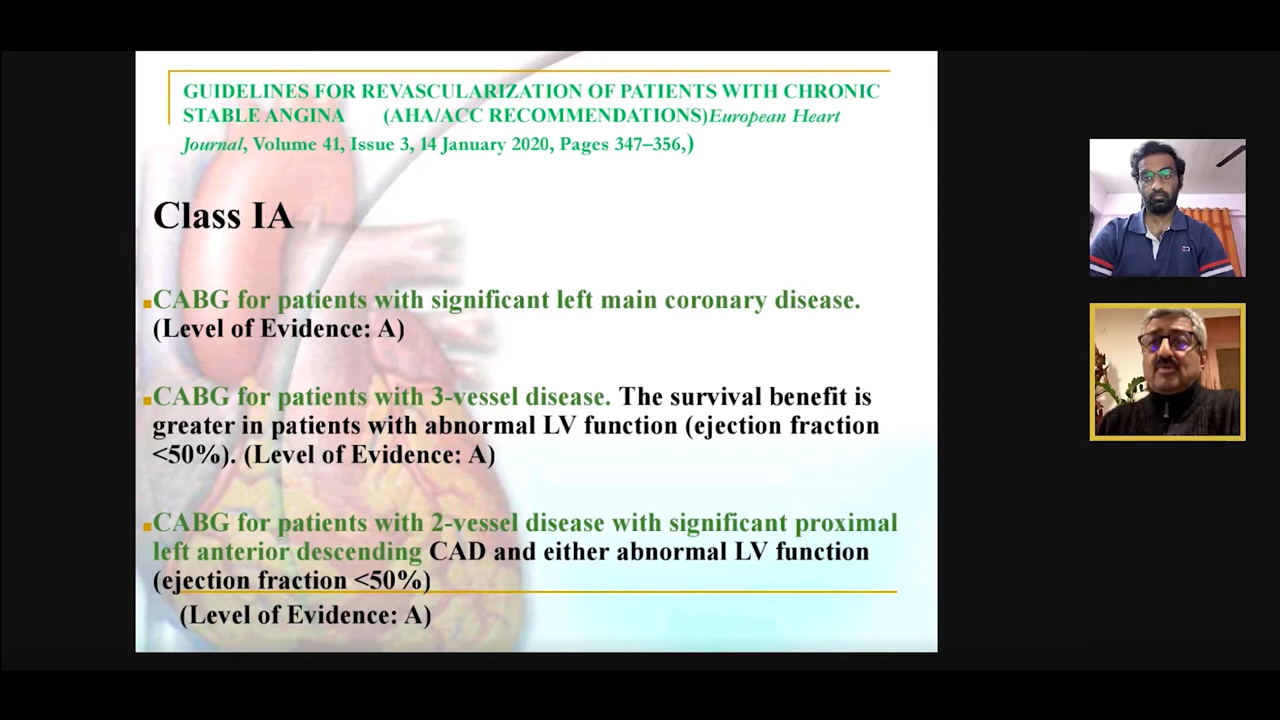 GUIDELINES FOR REVASCULARIZATION OF PATIENTS WITH CHRONIC
STABLE ANGINA (AHA/ACC RECOMMENDATIONS)European Heart
Journal, Volume 41, Issue 3, 14 January 2020, Pages 347–356,)
Class IA
CABG for patients with significant left main coronary disease.
(Level of Evidence: A)
CABG for patients with 3-vessel disease. The survival benefit is
greater in patients with abnormal LV function (ejection fraction
<50%). (Level of Evidence: A)
CABG for patients with 2-vessel disease with significant proximal
left anterior descending CAD and either abnormal LV function
(ejection fraction <50%)
(Level of Evidence: A)